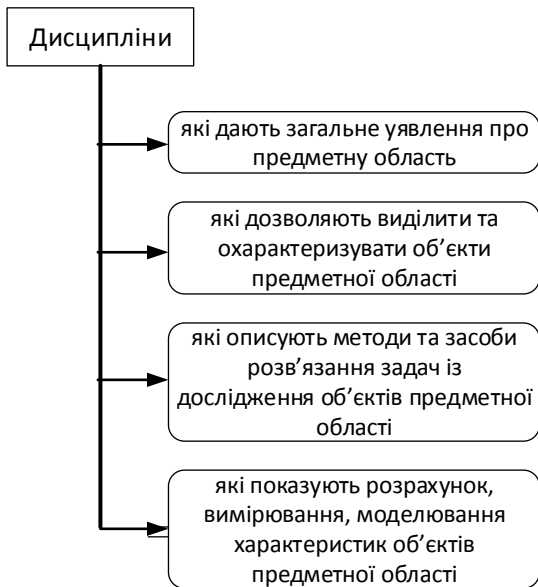 Дисципліни
які дають загальне уявлення про
предметну область
які дозволяють виділити та
охарактеризувати об’єкти
предметної області
які описують методи та засоби
розв’язання задач із
дослідження об’єктів предметної
області
які показують розрахунок,
вимірювання, моделювання
характеристик об’єктів
предметної області